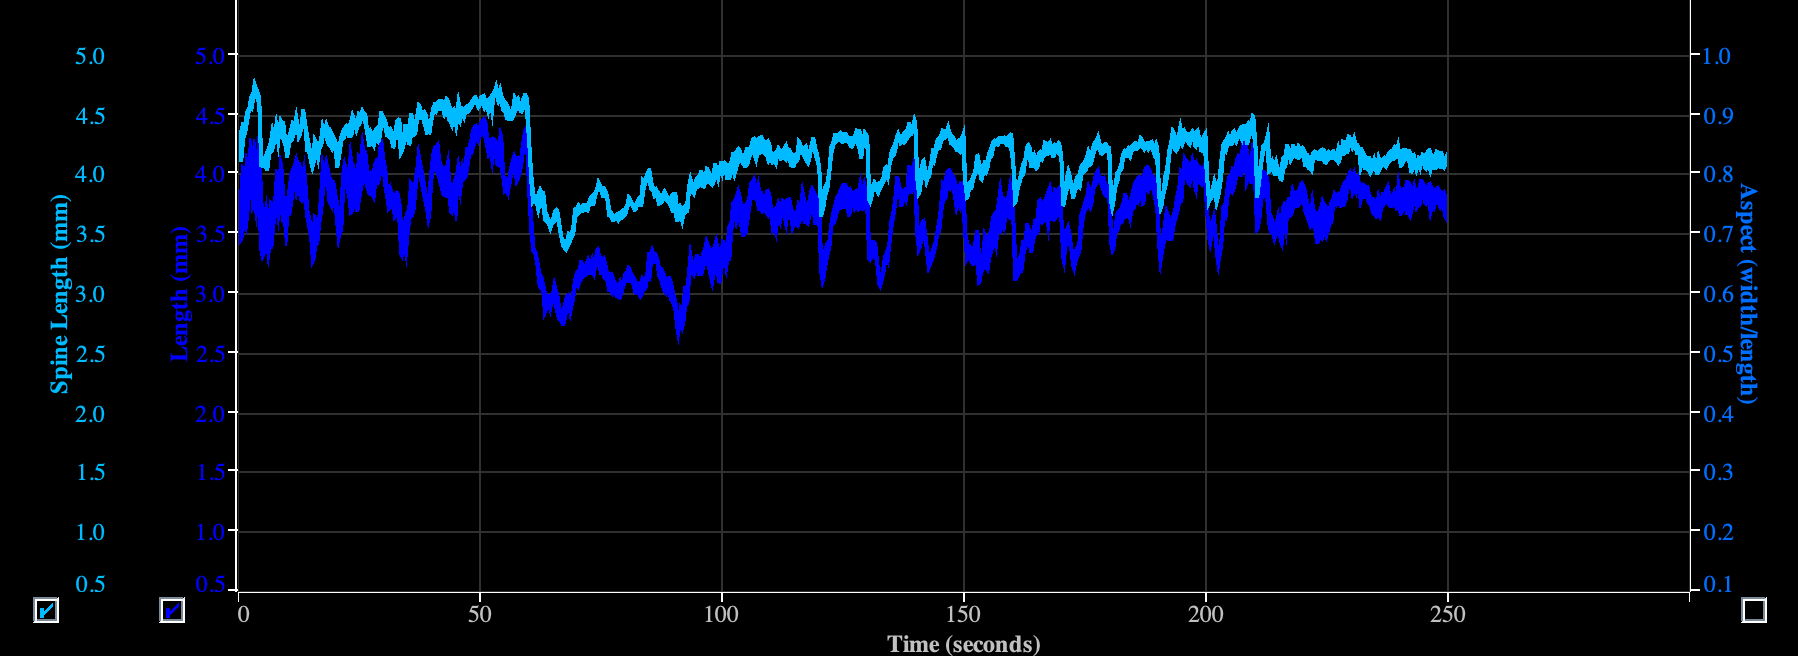 5.0 5.0 1.0
4.5 4.5 0.9
4.0 4.0 0.8
3.5 3.5 0.7
3.0 3.0 0.6
2.5 2.5 0.5
2.0 2.0 0.4
1.5 1.5 0.3
1.0 1.0 0.2
0.5 0.5 0.1
Spine Length (mm)
Length (mm)
Aspect (width/length)
0 50 100 150 200 250
Time (seconds)